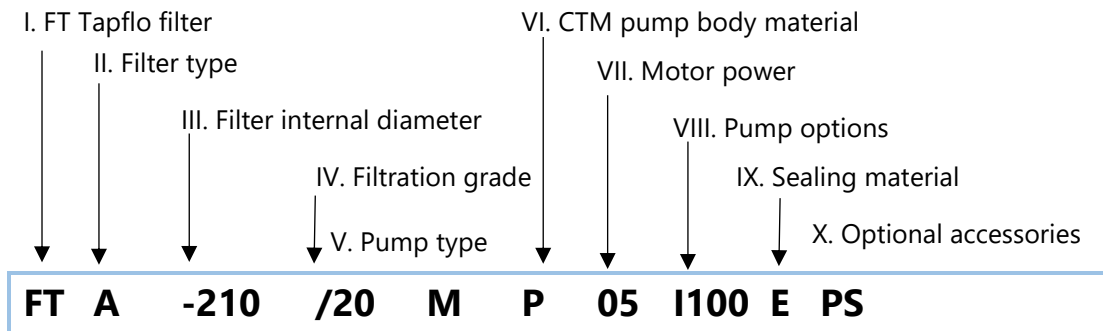 I. FT Tapflo filter
VI. CTM pump body material
II. Filter type
VII. Motor power
III. Filter internal diameter
VIII. Pump options
IV. Filtration grade
IX. Sealing material
V. Pump type
X. Optional accessories
FT A -210 /20 M P 05 I100 E PS